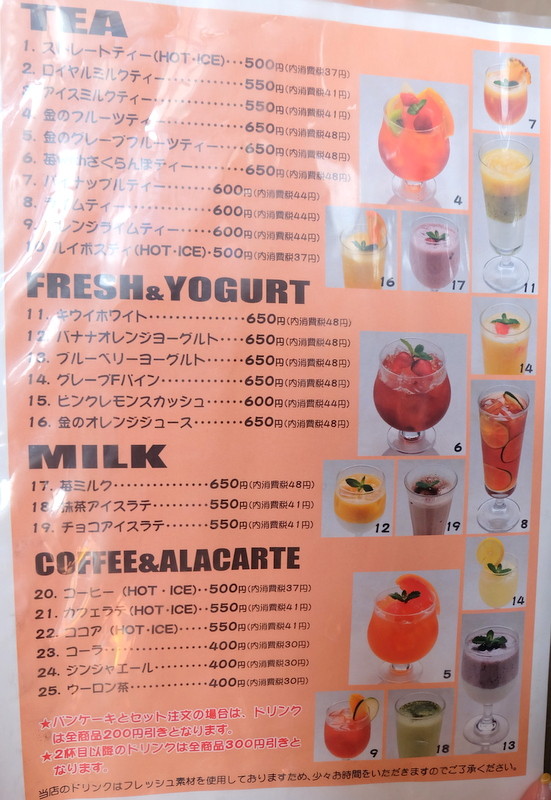 TEA
1. ストレートティー(HOT・ICE)‥500円(内消費税37円)
2. ロイヤルミルクティー‥‥‥‥550円(内消費税41円)
アイスミルクティー‥‥‥‥550円(内消費税41円)
4. 金のフルーツティー‥‥‥‥650円(内消費税48円)
5. 金のグレープフルーツティー‥‥650円(内消費税48円)
6. さくらんぼティー‥‥650円(内消費税48円)
7. パイナップルティー‥‥‥600円(内消費税44円)
8. ティー‥‥‥‥‥600円(内消費税44円)
9. オレンジライムティー‥‥‥600円(内消費税44円)
10. ルイボスティ(HOT・ICE)・500円(内消費税37円)
FRESH&YOGURT
11. キウイホワイト‥‥‥‥‥‥650円(内消費税48円)
12. バナナオレンジヨーグルト‥‥650円(内消費税48円)
13. ブルーベリーヨーグルト‥‥‥650円(内消費税48円)
14. グレープFパイン‥‥‥‥‥650円(内消費税48円)
15. ピンクレモンスカッシュ‥‥‥600円(内消費税44円)
16. 金のオレンジジュース‥‥‥650円(内消費税48円)
MILK
17. 苺ミルク‥‥‥‥‥‥650円(内消費税48円)
18. 抹茶アイスラテ‥‥‥‥550円(内消費税41円)
19. チョコアイスラテ‥‥‥550円(内消費税41円)
COFFEE&ALACARTE
20. コーヒー (HOT・ICE)‥500円(内消費税37円)
21. カフェラテ(HOT・ICE)‥550円(内消費税41円)
22. ココア (HOT・ICE)‥‥550円(内消費税41円)
23. コーラ‥‥‥‥‥‥‥400円(内消費税30円)
24. ジンジャエール‥‥‥‥400円(内消費税30円)
25. ウーロン茶‥‥‥‥‥400円(内消費税30円)
★パンケーキとセット注文の場合は、ドリンク
は全商品200円引きとなります。
★2杯目以降のドリンクは全商品300円引きと
なります。
当店のドリンクはフレッシュ素材を使用しておりますため、少々お時間をいただきますのでご了承ください。
4
7
11
16
17
14
6
8
12
19
14
5
13
9
18